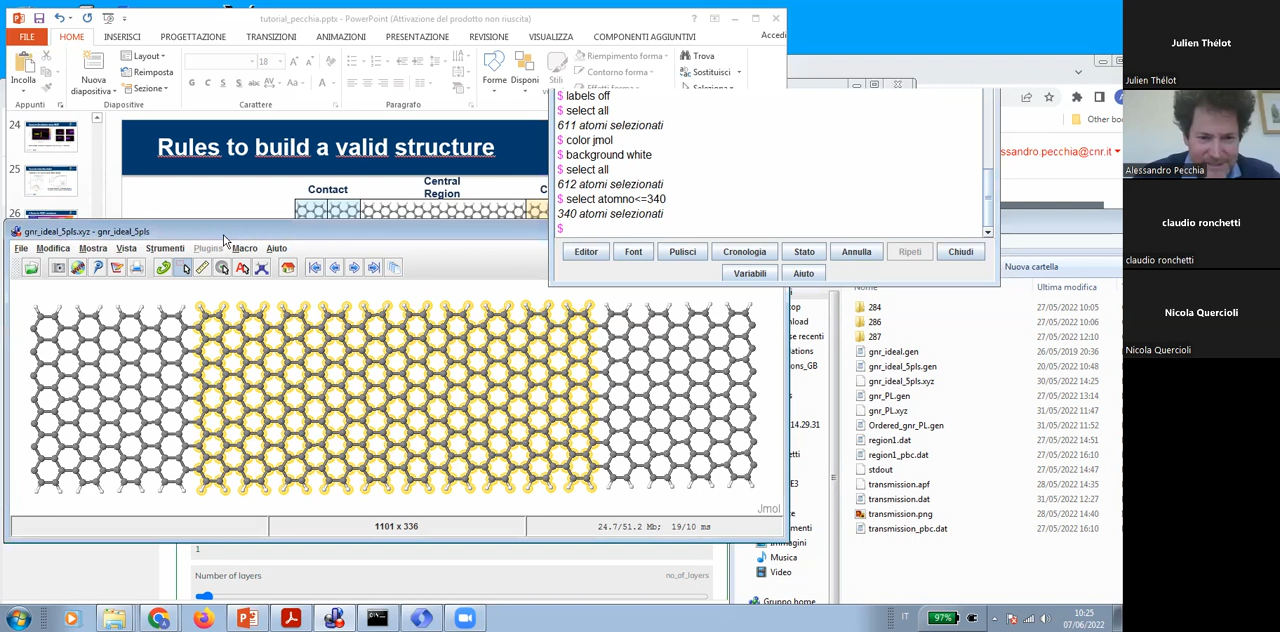 tutorial_pecchia.pptx - PowerPoint (Attivazione del prodotto non riuscita)
FILE HOME INSERISCI PROGETTAZIONE TRANSIZIONI ANIMAZIONI PRESENTAZIONE REVISIONE VISUALIZZA COMPONENTI AGGIUNTIVI Accedi
Incolla
Nuova
diapositiva
Layout
Reimposta
Sezione
18
Forme
Disponi
Stili
Riempimento forma
Contorno forma
Trova
Sostituisci
Appunti
Diapositive
Carattere
Paragrafo
24
25
26
Rules to build a valid structure
Contact
Central
Region
labels off
$ select all
611 atomi selezionati
$ color jmol
$ background white
$ select all
612 atomi selezionati
$ select atomno<=340
340 atomi selezionati
$
Editor Font Pulisci Cronologia Stato Annulla Ripeti Chiudi
Variabili Aiuto
gnr_ideal_5pls.xyz - gnr_ideal_5pls
File Modifica Mostra Vista Strumenti Plugins Macro Aiuto
Jmol
1101 x 336
24.7/51.2 Mb; 19/10 ms
1
Number of layers
no_of_layers
Other
ssandro.pecchia@cnr.it
Nuova cartella
Nome
Ultima modifica
284 27/05/2022 10:05
286 27/05/2022 10:06
287 27/05/2022 12:10
gnr_ideal.gen 26/05/2019 20:36
gnr_ideal_5pls.gen 20/05/2022 10:48
gnr_ideal_5pls.xyz 30/05/2022 14:25
gnr_PL.gen 27/05/2022 13:14
gnr_PL.xyz 31/05/2022 11:47
Ordered_gnr_PL.gen 31/05/2022 11:52
region1.dat 27/05/2022 14:51
region1_pbc.dat 27/05/2022 16:10
stdout 27/05/2022 14:47
transmission.apf 28/05/2022 14:35
transmission.dat 31/05/2022 12:27
transmission.png 28/05/2022 14:40
transmission_pbc.dat 27/05/2022 16:10
Immagini
Musica
Video
Gruppo home
IT
97%
10:25
07/06/2022
Julien Thélot
Julien Thélot
Alessandro Pecchia
claudio ronchetti
claudio ronchetti
Nicola Quercioli
Nicola Quercioli